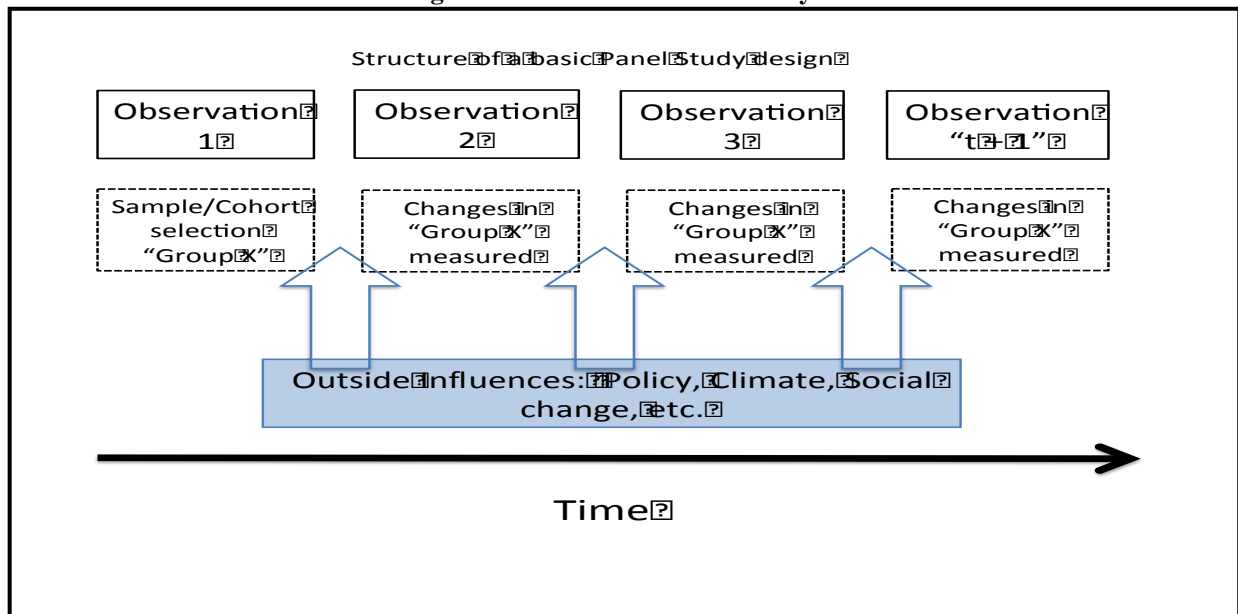 Structure of a basic Panel Study design
Observation
1
Observation
2
Observation
3
Observation
“t + 1”
Sample/Cohort
selection
“Group X”
Changes in
“Group X”
measured
Changes in
“Group X”
measured
Changes in
“Group X”
measured
Outside Influences: Policy, Climate, Social
change, etc.
Time